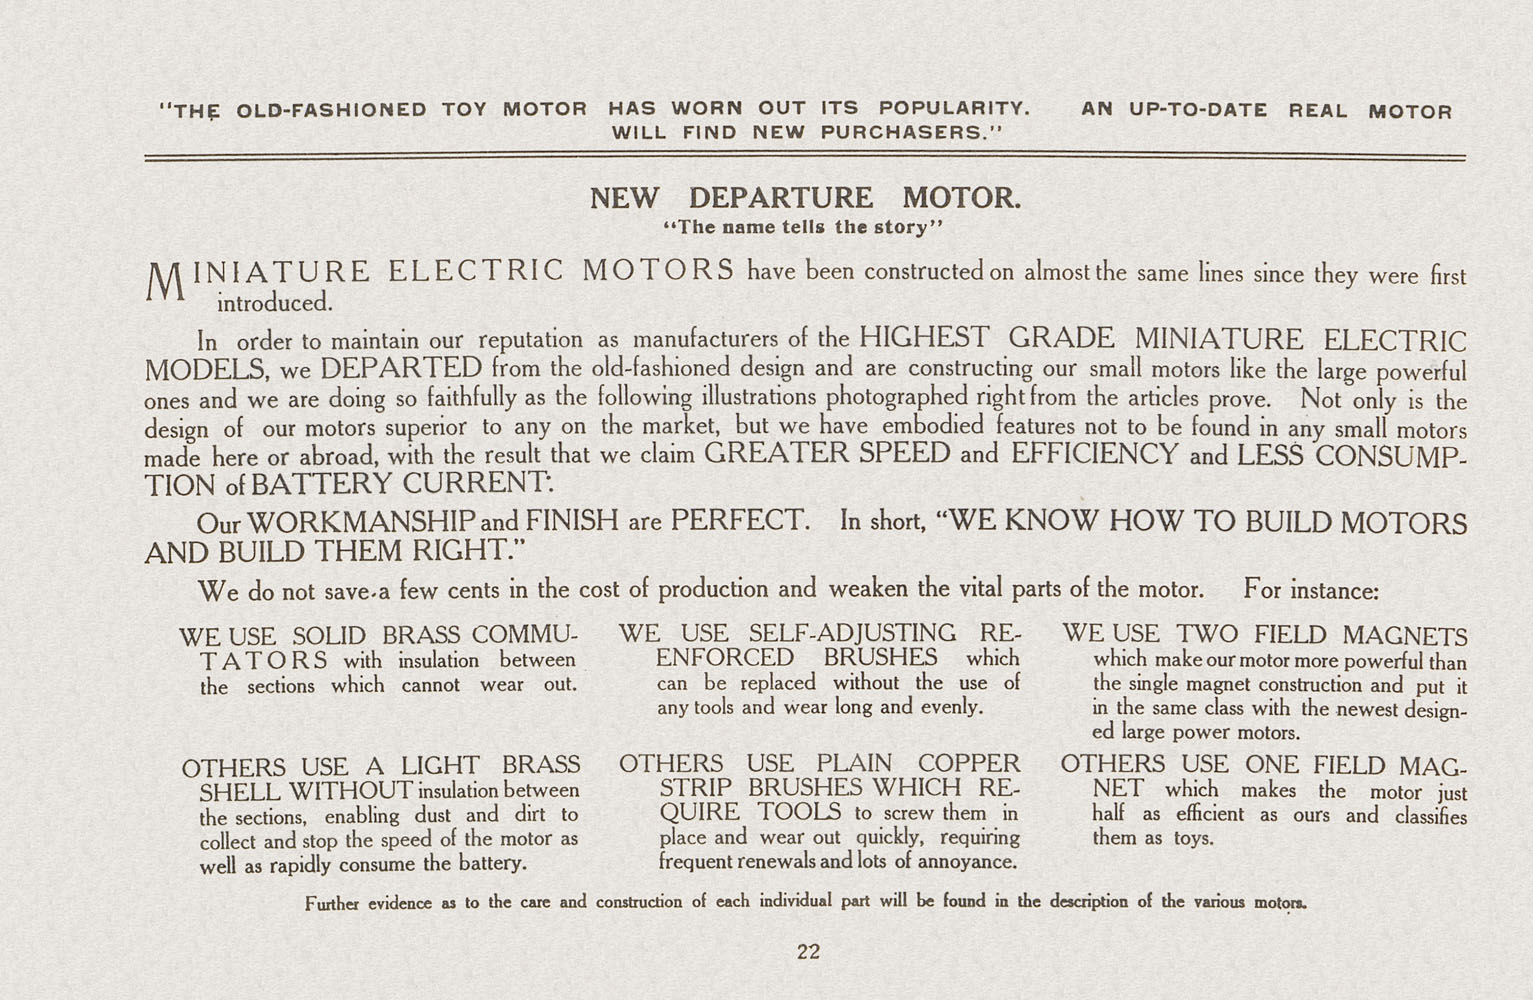 "THE OLD-FASHIONED TOY MOTOR HAS WORN OUT ITS POPULARITY. AN UP-TO-DATE REAL MOTOR
WILL FIND NEW PURCHASERS."
NEW DEPARTURE MOTOR.
"The name tells the story"
MINIATURE ELECTRIC MOTORS have been constructed on almost the same lines since they were first
introduced.
In order to maintain our reputation as manufacturers of the HIGHEST GRADE MINIATURE ELECTRIC
MODELS, we DEPARTED from the old-fashioned design and are constructing our small motors like the large powerful
ones and we are doing so faithfully as the following illustrations photographed right from the articles prove. Not only is the
design of our motors superior to any on the market, but we have embodied features not to be found in any small motors
made here or abroad, with the result that we claim GREATER SPEED and EFFICIENCY and LESS CONSUMP-
TION of BATTERY CURRENT.
Our WORKMANSHIP and FINISH are PERFECT. In short, "WE KNOW HOW TO BUILD MOTORS
AND BUILD THEM RIGHT."
We do not save a few cents in the cost of production and weaken the vital parts of the motor. For instance:
WE USE SOLID BRASS COMMU-
TATORS with insulation between
the sections which cannot wear out.
WE USE SELF-ADJUSTING RE-
ENFORCED BRUSHES which
can be replaced without the use of
any tools and wear long and evenly.
WE USE TWO FIELD MAGNETS
which make our motor more powerful than
the single magnet construction and put it
in the same class with the newest design-
ed large power motors.
OTHERS USE A LIGHT BRASS
SHELL WITHOUT insulation between
the sections, enabling dust and dirt to
collect and stop the speed of the motor as
well as rapidly consume the battery.
OTHERS USE PLAIN COPPER
STRIP BRUSHES WHICH RE-
QUIRE TOOLS to screw them in
place and wear out quickly, requiring
frequent renewals and lots of annoyance.
OTHERS USE ONE FIELD MAG-
NET which makes the motor just
half as efficient as ours and classifies
them as toys.
Further evidence as to the care and construction of each individual part will be found in the description of the various motors.
22